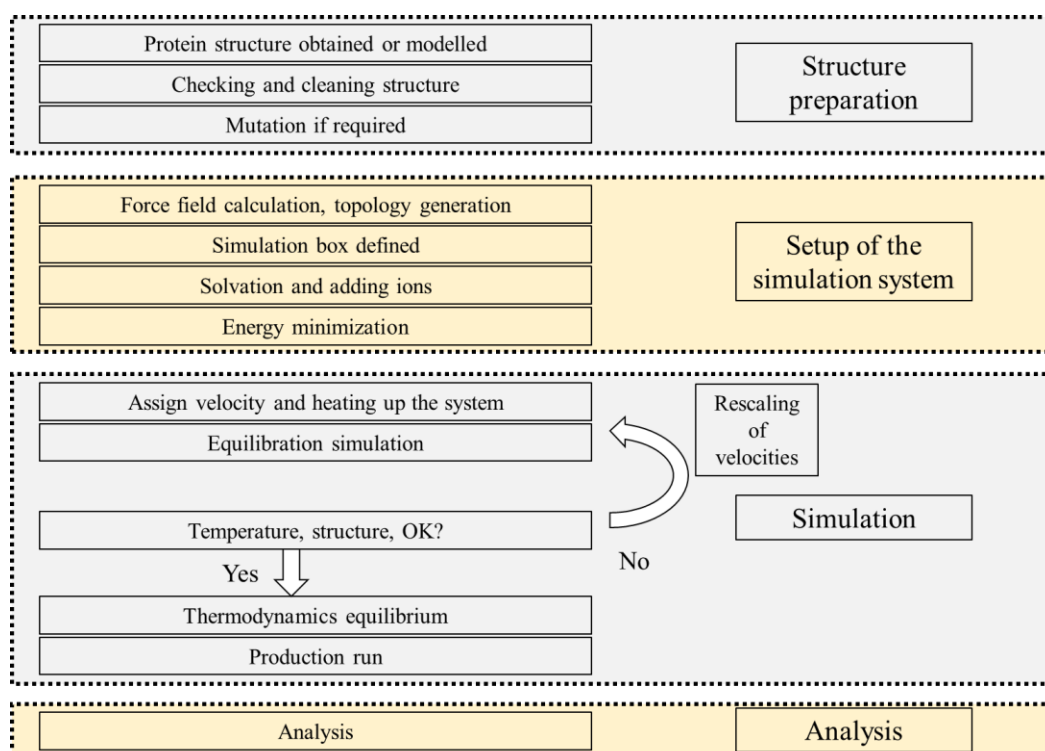 Protein structure obtained or modelled
Checking and cleaning structure
Mutation if required
Structure
preparation
Force field calculation, topology generation
Simulation box defined
Solvation and adding ions
Energy minimization
Setup of the
simulation system
Assign velocity and heating up the system
Equilibration simulation
Rescaling
of
velocities
Temperature, structure, OK?
Simulation
No
Yes
Thermodynamics equilibrium
Production run
Analysis
Analysis